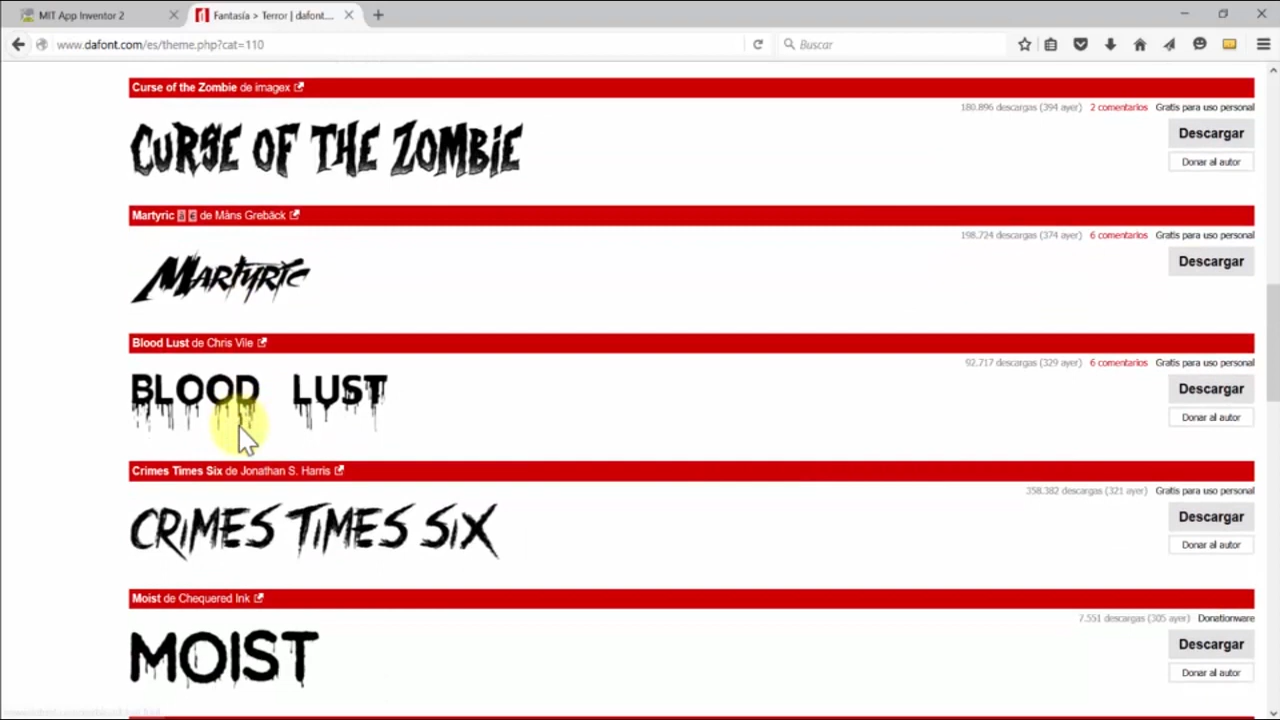 MIT App Inventor 2
Fantasía > Terror | dafont....
www.dafont.com/es/theme.php?cat=110
Buscar
Curse of the Zombie de imagex
180.896 descargas (394 ayer) 2 comentarios Gratis para uso personal
CURSE OF THE ZOMBiE
Descargar
Donar al autor
Martyric à € de Måns Grebäck
198.724 descargas (374 ayer) 6 comentarios Gratis para uso personal
MARTYRIC
Descargar
Blood Lust de Chris Vile
92.717 descargas (329 ayer) 6 comentarios Gratis para uso personal
BLOOD LUST
Descargar
Donar al autor
Crimes Times Six de Jonathan S. Harris
358.382 descargas (321 ayer) Gratis para uso personal
CRiMES TiMES SiX
Descargar
Donar al autor
Moist de Chequered Ink
7.551 descargas (305 ayer) Donationware
MOIST
Descargar
Donar al autor